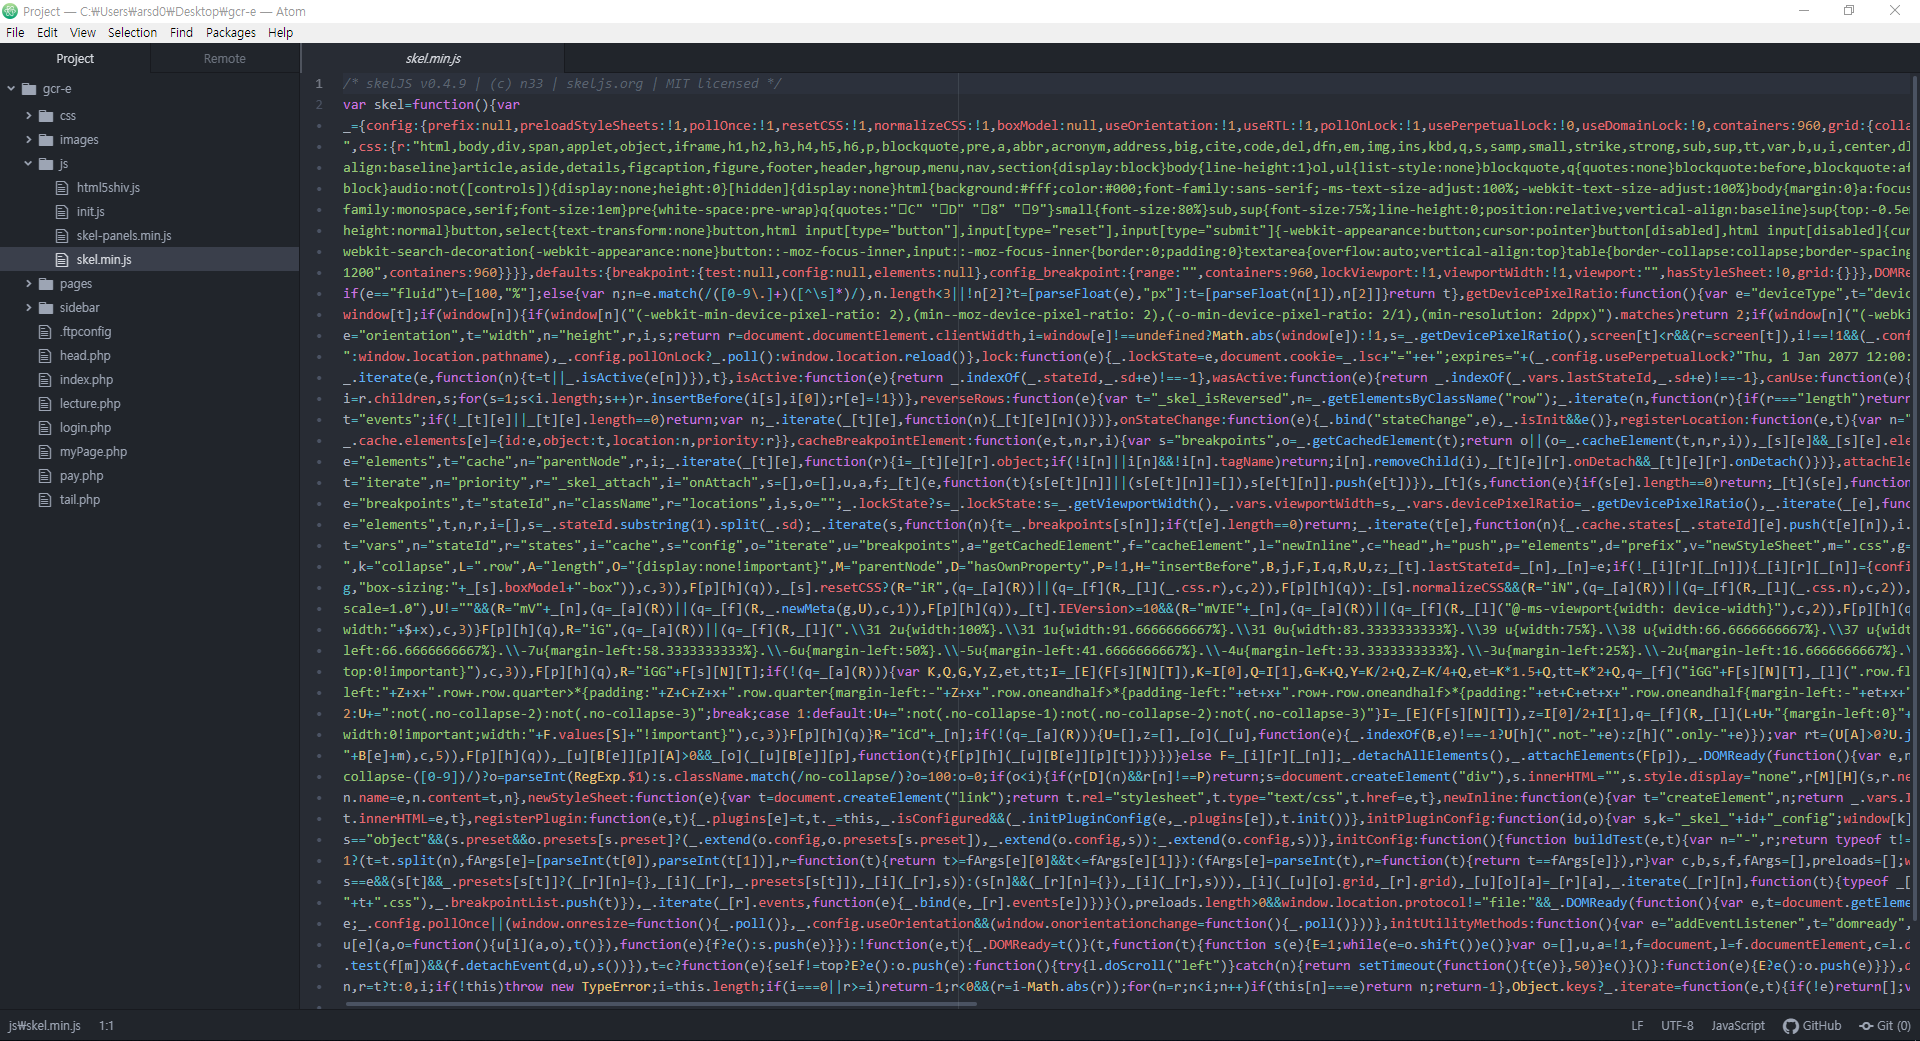 Project — C:₩Users₩arsd0₩Desktop₩gcr-e — Atom
File Edit View Selection Find Packages Help
Project Remote
skel.min.js
gcr-e
css
images
js
html5shiv.js
init.js
skel-panels.min.js
skel.min.js
pages
sidebar
.ftpconfig
head.php
index.php
lecture.php
login.php
myPage.php
pay.php
tail.php
1 /* skelJS v0.4.9 | (c) n33 | skeljs.org | MIT licensed */
2 var skel=function(){var
_={config:{prefix:null,preloadStyleSheets:!1,pollOnce:!1,resetCSS:!1,normalizeCSS:!1,boxModel:null,useOrientation:!1,useRTL:!1,pollOnLock:!1,usePerpetualLock:!0,useDomainLock:!0,containers:960,grid:{colla
",css:{r:"html,body,div,span,applet,object,iframe,h1,h2,h3,h4,h5,h6,p,blockquote,pre,a,abbr,acronym,address,big,cite,code,del,dfn,em,img,ins,kbd,q,s,samp,small,strike,strong,sub,sup,tt,var,b,u,i,center,dl
align:baseline}article,aside,details,figcaption,figure,footer,header,hgroup,menu,nav,section{display:block}body{line-height:1}ol,ul{list-style:none}blockquote,q{quotes:none}blockquote:before,blockquote:af
block}audio:not([controls]){display:none;height:0}[hidden]{display:none}html{background:#fff;color:#000;font-family:sans-serif;-ms-text-size-adjust:100%;-webkit-text-size-adjust:100%}body{margin:0}a:focus
family:monospace,serif;font-size:1em}pre{white-space:pre-wrap}q{quotes:"□C" "□D" "□8" "□9"}small{font-size:80%}sub,sup{font-size:75%;line-height:0;position:relative;vertical-align:baseline}sup{top:-0.5e
height:normal}button,select{text-transform:none}button,html input[type="button"],input[type="reset"],input[type="submit"]{-webkit-appearance:button;cursor:pointer}button[disabled],html input[disabled]{cur
webkit-search-decoration{-webkit-appearance:none}button::-moz-focus-inner,input::-moz-focus-inner{border:0;padding:0}textarea{overflow:auto;vertical-align:top}table{border-collapse:collapse;border-spacing
1200",containers:960}}}},defaults:{breakpoint:{test:null,config:null,elements:null},config_breakpoint:{range:"",containers:960,lockViewport:!1,viewportWidth:!1,viewport:"",hasStyleSheet:!0,grid:{}}},DOMRe
if(e=="fluid")t=[100,"%"];else{var n;n=e.match(/([0-9\.]+)([^\s]*)/),n.length<3||!n[2]?t=[parseFloat(e),"px"]:t=[parseFloat(n[1]),n[2]]}return t},getDevicePixelRatio:function(){var e="deviceType",t="devic
window[t];if(window[n]){if(window[n]("(-webkit-min-device-pixel-ratio: 2),(min--moz-device-pixel-ratio: 2),(-o-min-device-pixel-ratio: 2/1),(min-resolution: 2dppx)").matches)return 2;if(window[n]("(-webki
e="orientation",t="width",n="height",r,i,s;return r=document.documentElement.clientWidth,i=window[e]!==undefined?Math.abs(window[e]):!1,s=_.getDevicePixelRatio(),screen[t]<r&&(r=screen[t]),i!==!1&&(_.conf
":window.location.pathname),_.config.pollOnLock?_.poll():window.location.reload()},lock:function(e){_.lockState=e,document.cookie=_.lsc+"="+e+";expires="+(_.config.usePerpetualLock?"Thu, 1 Jan 2077 12:00:
_.iterate(e,function(n){t=t||_.isActive(e[n])}),t},isActive:function(e){return _.indexOf(_.stateId,_.sd+e)!==-1},wasActive:function(e){return _.indexOf(_.vars.lastStateId,_.sd+e)!==-1},canUse:function(e){
i=r.children,s;for(s=1;s<i.length;s++)r.insertBefore(i[s],i[0]);r[e]=!1})},reverseRows:function(e){var t="_skel_isReversed",n=_.getElementsByClassName("row");_.iterate(n,function(r){if(r==="length")return
t="events";if(!_[t][e]||_[t][e].length==0)return;var n;_.iterate(_[t][e],function(n){_[t][e][n]()})},onStateChange:function(e){_.bind("stateChange",e),_.isInit&&e()},registerLocation:function(e,t){var n="
_.cache.elements[e]={id:e,object:t,location:n,priority:r}},cacheBreakpointElement:function(e,t,n,r,i){var s="breakpoints",o=_.getCachedElement(t);return o||(o=_.cacheElement(t,n,r,i)),_[s][e]&&_[s][e].ele
e="elements",t="cache",n="parentNode",r,i;_.iterate(_[t][e],function(r){i=_[t][e][r].object;if(!i[n]||i[n]&&!i[n].tagName)return;i[n].removeChild(i),_[t][e][r].onDetach&&_[t][e][r].onDetach()})},attachEle
t="iterate",n="priority",r="_skel_attach",i="onAttach",s=[],o=[],u,a,f;_[t](e,function(t){s[e[t][n]]||(s[e[t][n]]=[]),s[e[t][n]].push(e[t])}),_[t](s,function(e){if(s[e].length==0)return;_[t](s[e],function
e="breakpoints",t="stateId",n="className",r="locations",i,s,o="";_.lockState?s=_.lockState:s=_.getViewportWidth(),_.vars.viewportWidth=s,_.vars.devicePixelRatio=_.getDevicePixelRatio(),_.iterate(_[e],func
e="elements",t,n,r,i=[],s=_.stateId.substring(1).split(_.sd);_.iterate(s,function(n){t=_.breakpoints[s[n]];if(t[e].length==0)return;_.iterate(t[e],function(n){_.cache.states[_.stateId][e].push(t[e][n]),i.
t="vars",n="stateId",r="states",i="cache",s="config",o="iterate",u="breakpoints",a="getCachedElement",f="cacheElement",l="newInline",c="head",h="push",p="elements",d="prefix",v="newStyleSheet",m=".css",g=
",k="collapse",L=".row",A="length",O="{display:none!important}",M="parentNode",D="hasOwnProperty",P=!1,H="insertBefore",B,j,F,I,q,R,U,z;_[t].lastStateId=_[n],_[n]=e;if(!_[i][r][_[n]]){_[i][r][_[n]]={confi
g,"box-sizing:"+_[s].boxModel+"-box")),c,3)),F[p][h](q)),_[s].resetCSS?(R="iR",(q=_[a](R))||(q=_[f](R,_[l](_.css.r),c,2)),F[p][h](q)):_[s].normalizeCSS&&(R="iN",(q=_[a](R))||(q=_[f](R,_[l](_.css.n),c,2)),
scale=1.0"),U!=""&&(R="mV"+_[n],(q=_[a](R))||(q=_[f](R,_.newMeta(g,U),c,1)),F[p][h](q)),_[t].IEVersion>=10&&(R="mVIE"+_[n],(q=_[a](R))||(q=_[f](R,_[l]("@-ms-viewport{width: device-width}"),c,2)),F[p][h](q
width:"+$+x),c,3)}F[p][h](q),R="iG",(q=_[a](R))||(q=_[f](R,_[l](".\\31 2u{width:100%}.\\31 1u{width:91.6666666667%}.\\31 0u{width:83.3333333333%}.\\39 u{width:75%}.\\38 u{width:66.6666666667%}.\\37 u{widt
left:66.6666666667%}.\\-7u{margin-left:58.3333333333%}.\\-6u{margin-left:50%}.\\-5u{margin-left:41.6666666667%}.\\-4u{margin-left:33.3333333333%}.\\-3u{margin-left:25%}.\\-2u{margin-left:16.6666666667%}.\
top:0!important}"),c,3)),F[p][h](q),R="iGG"+F[s][N][T];if(!(q=_[a](R))){var K,Q,G,Y,Z,et,tt;I=_[E](F[s][N][T]),K=I[0],Q=I[1],G=K+Q,Y=K/2+Q,Z=K/4+Q,et=K*1.5+Q,tt=K*2+Q,q=_[f]("iGG"+F[s][N][T],_[l](".row.fl
left:"+Z+x+".row+.row.quarter>*{padding:"+Z+C+Z+x+".row.quarter{margin-left:-"+Z+x+".row.oneandhalf>*{padding-left:"+et+x+".row+.row.oneandhalf>*{padding:"+et+C+et+x+".row.oneandhalf{margin-left:-"+et+x+"
2:U+=":not(.no-collapse-2):not(.no-collapse-3)";break;case 1:default:U+=":not(.no-collapse-1):not(.no-collapse-2):not(.no-collapse-3)"}I=_[E](F[s][N][T]),z=I[0]/2+I[1],q=_[f](R,_[l](L+U+"{margin-left:0}"+
width:0!important;width:"+F.values[S]+"!important}"),c,3)}F[p][h](q)}R="iCd"+_[n];if(!(q=_[a](R))){U=[],z=[],_[o](_[u],function(e){_.indexOf(B,e)!==-1?U[h](".not-"+e):z[h](".only-"+e)});var rt=(U[A]>0?U.j
"+B[e]+m),c,5)),F[p][h](q)),_[u][B[e]][p][A]>0&&_[o](_[u][B[e]][p],function(t){F[p][h](_[u][B[e]][p][t])})})}else F=_[i][r][_[n]];_.detachAllElements(),_.attachElements(F[p]),_.DOMReady(function(){var e,n
collapse-([0-9])/)?o=parseInt(RegExp.$1):s.className.match(/no-collapse/)?o=100:o=0;if(o<i){if(r[D](n)&&r[n]!==P)return;s=document.createElement("div"),s.innerHTML="",s.style.display="none",r[M][H](s,r.ne
n.name=e,n.content=t,n},newStyleSheet:function(e){var t=document.createElement("link");return t.rel="stylesheet",t.type="text/css",t.href=e,t},newInline:function(e){var t="createElement",n;return _.vars.I
t.innerHTML=e,t},registerPlugin:function(e,t){_.plugins[e]=t,t._=this,_.isConfigured&&(_.initPluginConfig(e,_.plugins[e]),t.init())},initPluginConfig:function(id,o){var s,k="_skel_"+id+"_config";window[k]
s=="object"&&(s.preset&&o.presets[s.preset]?(_.extend(o.config,o.presets[s.preset]),_.extend(o.config,s)):_.extend(o.config,s))},initConfig:function(){function buildTest(e,t){var n="-",r;return typeof t!=
1?(t=t.split(n),fArgs[e]=[parseInt(t[0]),parseInt(t[1])],r=function(t){return t>=fArgs[e][0]&&t<=fArgs[e][1]}):(fArgs[e]=parseInt(t),r=function(t){return t==fArgs[e]}),r}var c,b,s,f,fArgs=[],preloads=[];w
s==e&&(s[t]&&_.presets[s[t]]?(_[r][n]={},_[i](_[r],_.presets[s[t]]),_[i](_[r],s)):(s[n]&&(_[r][n]={}),_[i](_[r],s))),_[i](_[u][o].grid,_[r].grid),_[u][o][a]=_[r][a],_.iterate(_[r][n],function(t){typeof _[
"+t+".css"),_.breakpointList.push(t)}),_.iterate(_[r].events,function(e){_.bind(e,_[r].events[e])})}(),preloads.length>0&&window.location.protocol!="file:"&&_.DOMReady(function(){var e,t=document.getEleme
e;_.config.pollOnce||(window.onresize=function(){_.poll()},_.config.useOrientation&&(window.onorientationchange=function(){_.poll()}))},initUtilityMethods:function(){var e="addEventListener",t="domready",
u[e](a,o=function(){u[i](a,o),t()}),function(e){f?e():s.push(e)}}):!function(e,t){_.DOMReady=t()}(t,function(t){function s(e){E=1;while(e=o.shift())e()}var o=[],u,a=!1,f=document,l=f.documentElement,c=l.d
.test(f[m])&&(f.detachEvent(d,u),s())}),t=c?function(e){self!=top?E?e():o.push(e):function(){try{l.doScroll("left")}catch(n){return setTimeout(function(){t(e)},50)}e()}()}:function(e){E?e():o.push(e)}}),d
n,r=t?t:0,i;if(!this)throw new TypeError;i=this.length;if(i===0||r>=i)return-1;r<0&&(r=i-Math.abs(r));for(n=r;n<i;n++)if(this[n]===e)return n;return-1},Object.keys?_.iterate=function(e,t){if(!e)return[];v
js₩skel.min.js 1:1 LF UTF-8 JavaScript GitHub Git (0)